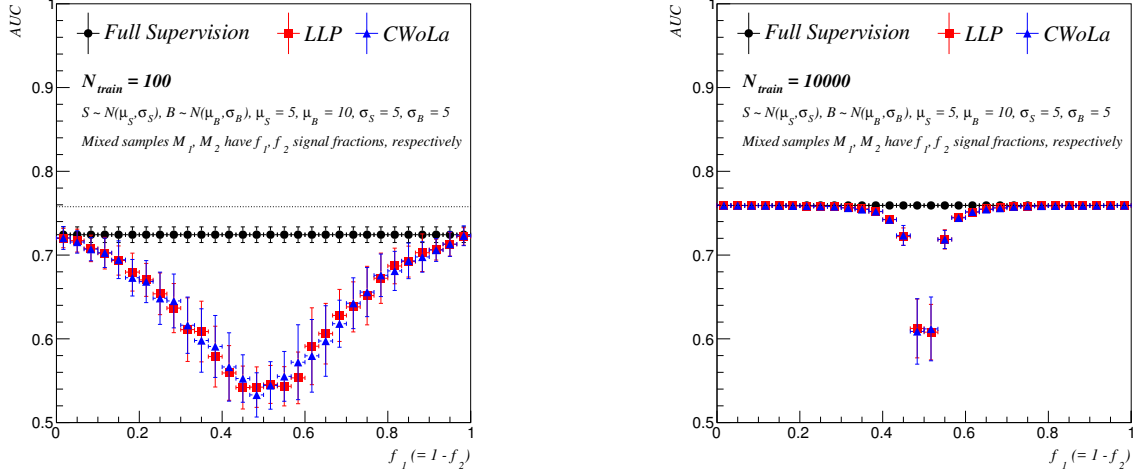 AUC
1
0.9
0.8
0.7
0.6
0.5
Full Supervision LLP CWoLa
N_train = 100
S ~ N(μ_S,σ_S), B ~ N(μ_B,σ_B), μ_S = 5, μ_B = 10, σ_S = 5, σ_B = 5
Mixed samples M_1, M_2 have f_1, f_2 signal fractions, respectively
0 0.2 0.4 0.6 0.8 1
f_1 (= 1 - f_2)
AUC
1
0.9
0.8
0.7
0.6
0.5
Full Supervision LLP CWoLa
N_train = 10000
S ~ N(μ_S,σ_S), B ~ N(μ_B,σ_B), μ_S = 5, μ_B = 10, σ_S = 5, σ_B = 5
Mixed samples M_1, M_2 have f_1, f_2 signal fractions, respectively
0 0.2 0.4 0.6 0.8 1
f_1 (= 1 - f_2)